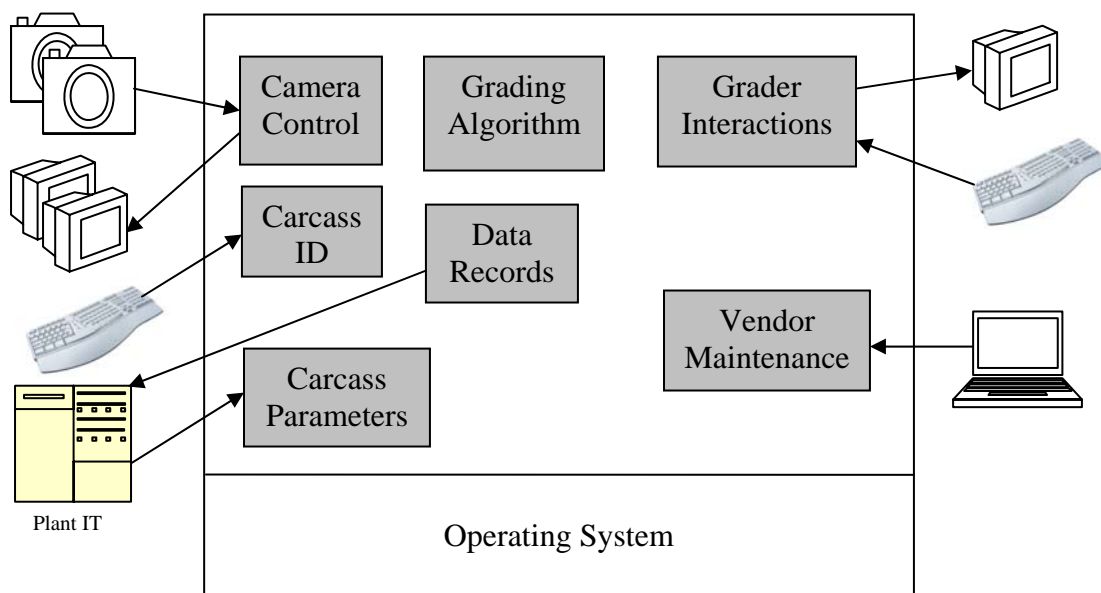 Camera
Control
Grading
Algorithm
Grader
Interactions
Carcass
ID
Data
Records
Vendor
Maintenance
Carcass
Parameters
Plant IT
Operating System